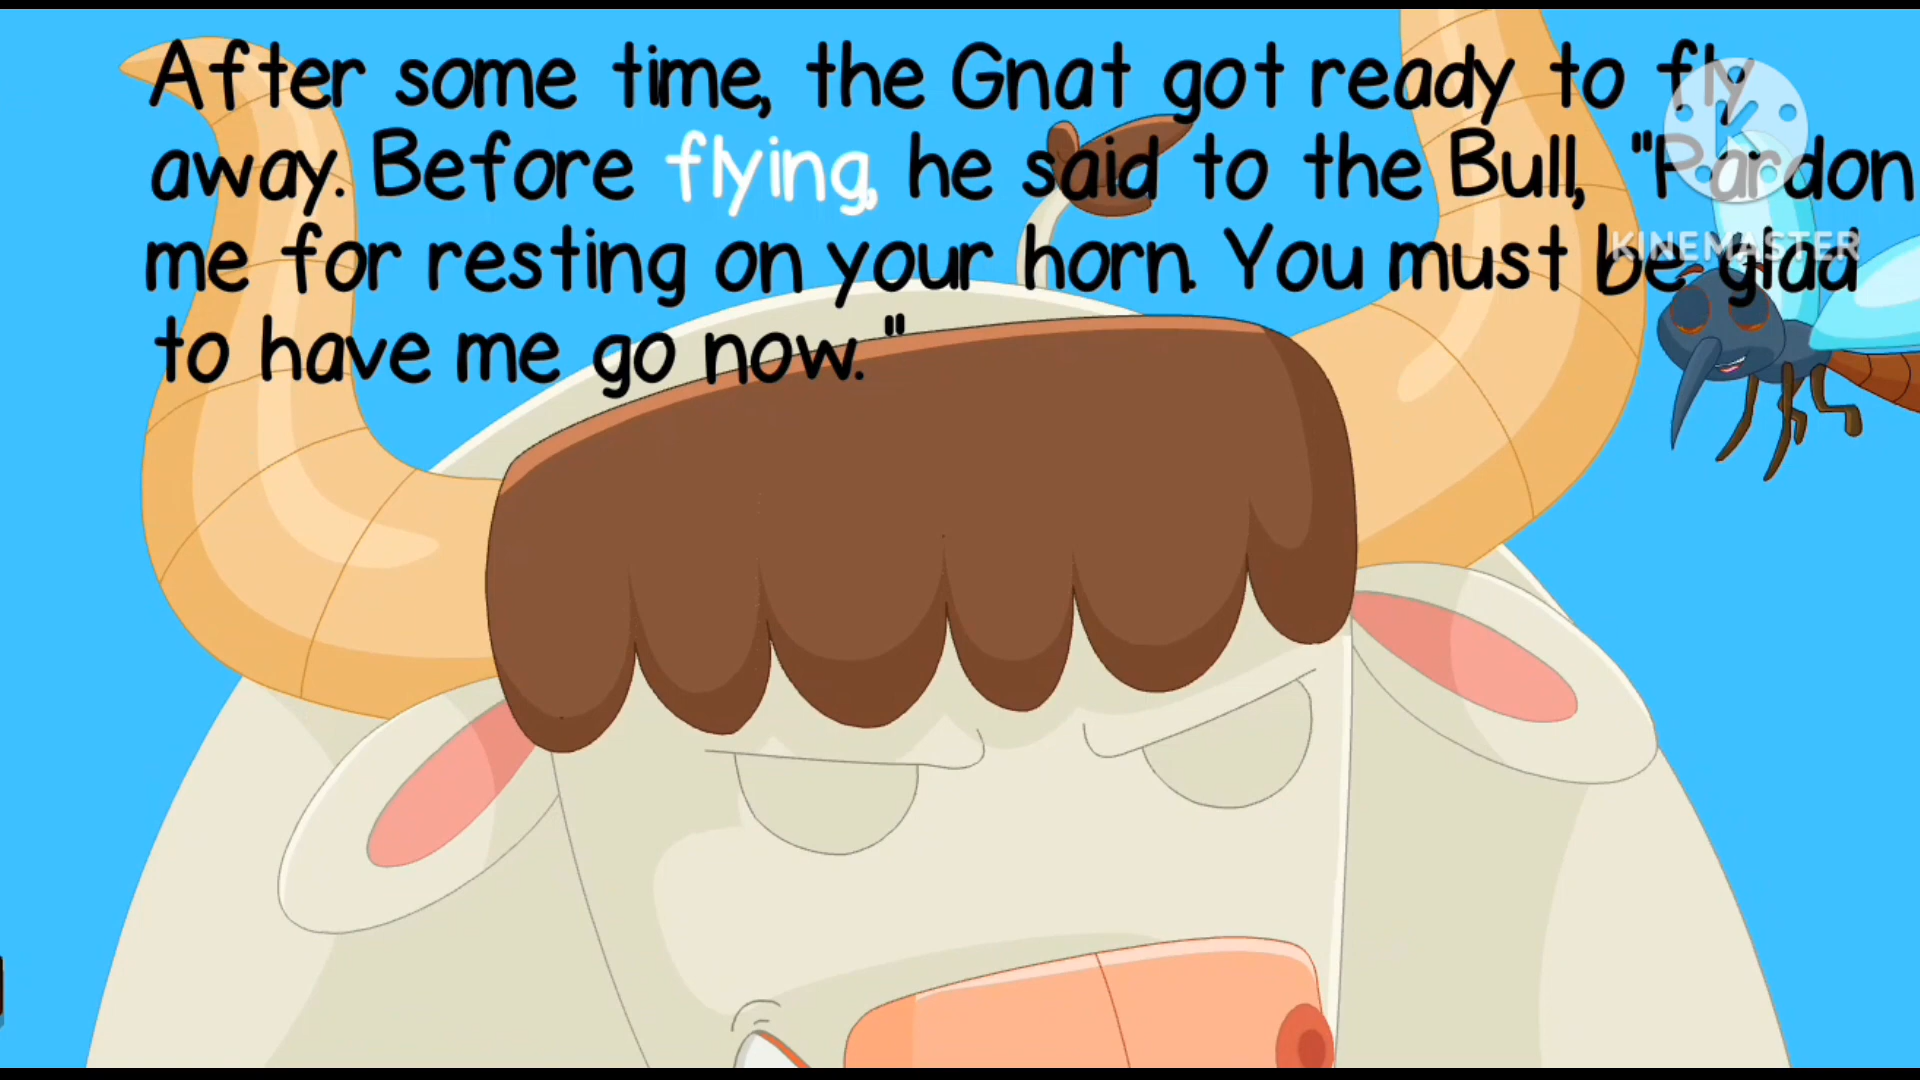 After some time, the Gnat got ready to fly
away. Before flying, he said to the Bull, "Pardon
me for resting on your horn. You must be glad
to have me go now."
KINEMASTER